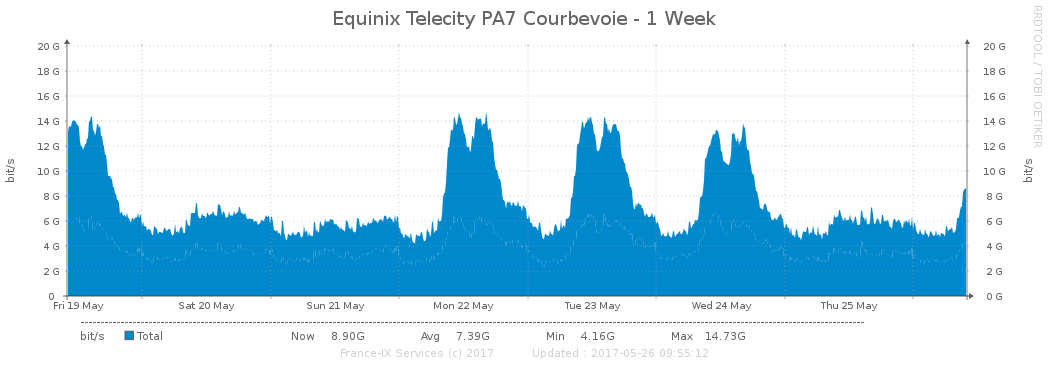 Equinix Telecity PA7 Courbevoie - 1 Week
RRDTOOL / TOBI OETIKER
20 G 20 G
18 G 18 G
16 G 16 G
14 G 14 G
12 G 12 G
10 G 10 G
8 G 8 G
6 G 6 G
4 G 4 G
2 G 2 G
0 0 G
bit/s
bit/s
Fri 19 May Sat 20 May Sun 21 May Mon 22 May Tue 23 May Wed 24 May Thu 25 May
bit/s Total Now 8.90G Avg 7.39G Min 4.16G Max 14.73G
France-IX Services (c) 2017 Updated : 2017-05-26 09:55:12